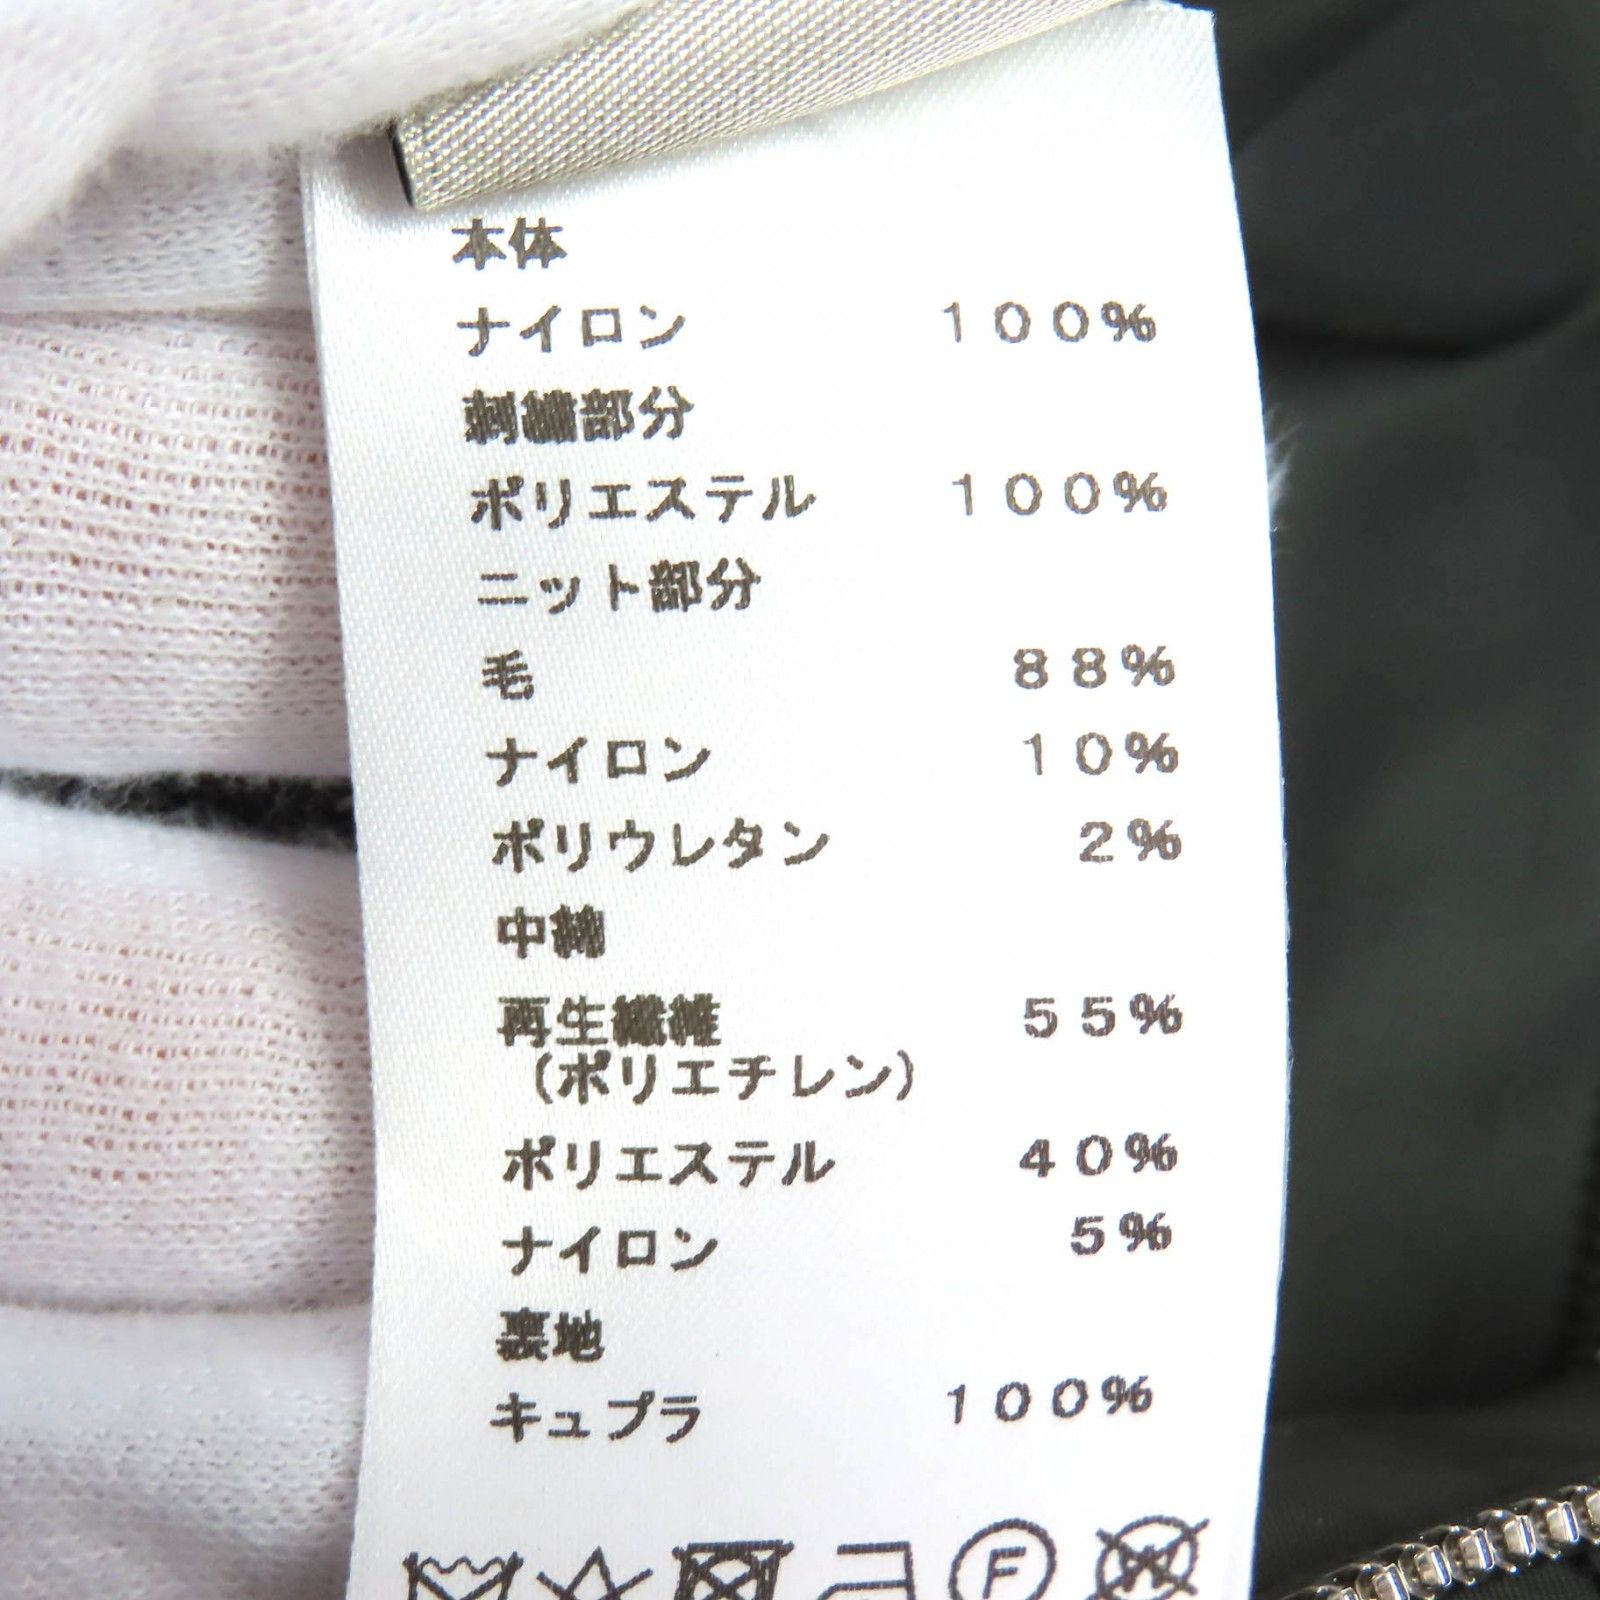 本体
ナイロン 100%
刺繍部分
ポリエステル 100%
ニット部分
毛 88%
ナイロン 10%
ポリウレタン 2%
中綿
再生繊維 55%
(ポリエチレン)
ポリエステル 40%
ナイロン 5%
裏地
キュプラ 100%
F W